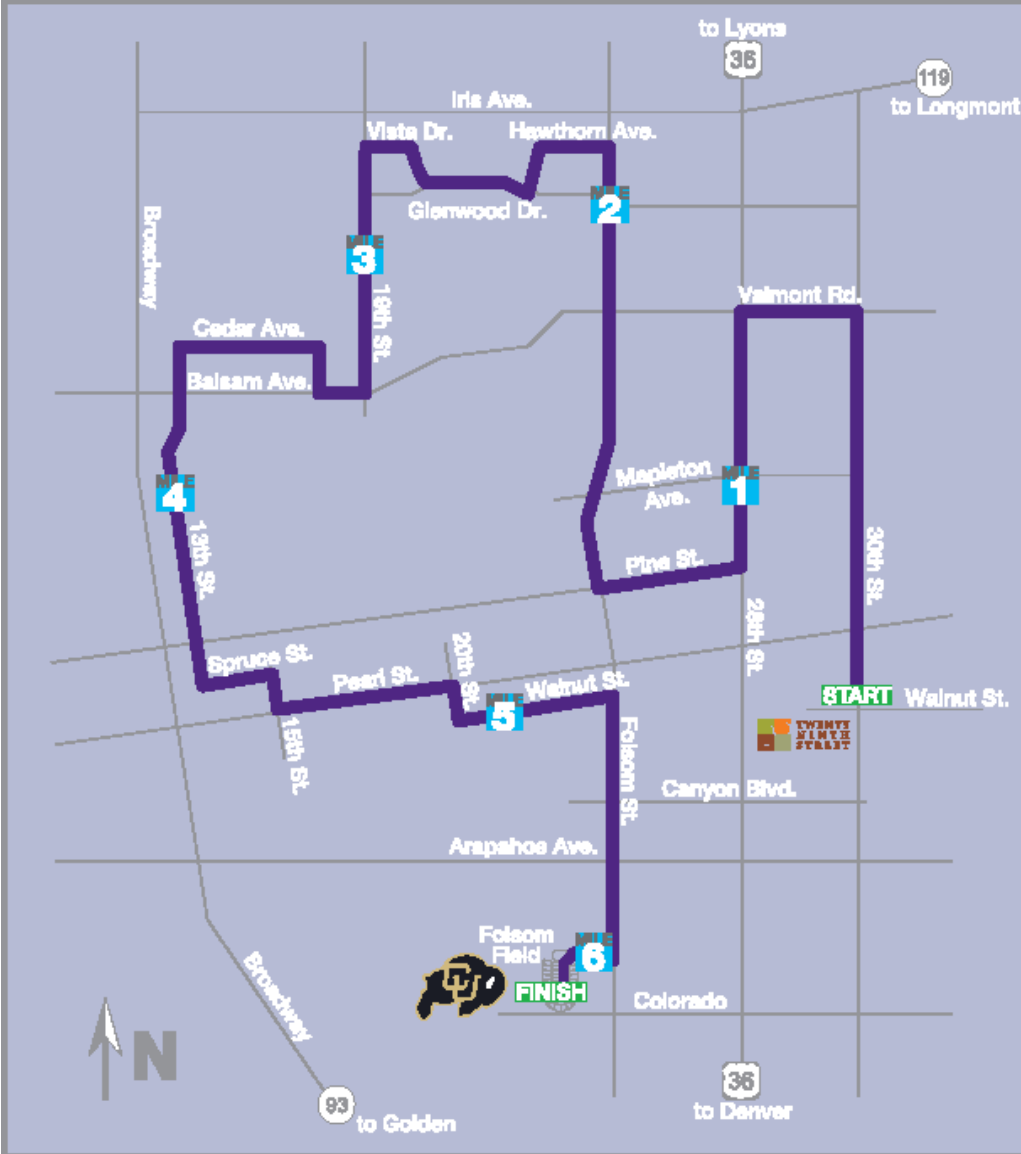 to Lyons
36
119
to Longmont
Iris Ave.
Vista Dr.
Hawthorn Ave.
MILE
2
Glenwood Dr.
Broadway
MILE
3
19th St.
Valmont Rd.
Cedar Ave.
Balsam Ave.
Mapleton
Ave.
MILE
1
MILE
4
13th St.
30th St.
Pine St.
28th St.
Spruce St.
Pearl St.
20th St.
Walnut St.
MILE
5
START
Walnut St.
TWENTY
NINTH
STREET
15th St.
Folsom St.
Canyon Blvd.
Arapahoe Ave.
Folsom
Field
MILE
6
CU
FINISH
Colorado
Broadway
N
93
to Golden
36
to Denver